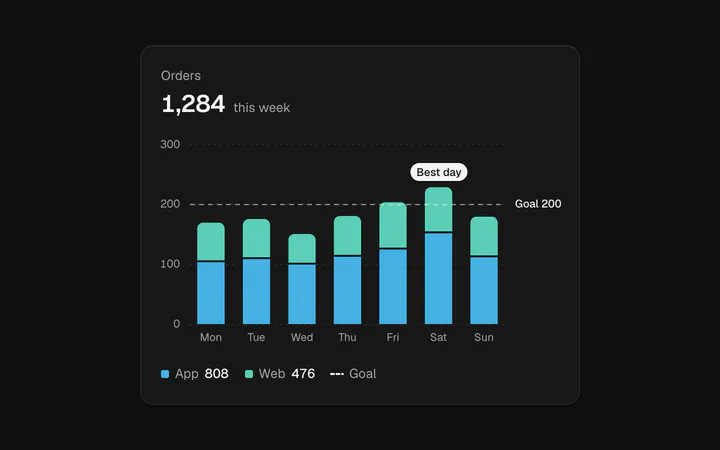 Orders
1,284 this week
300
Best day
200
Goal 200
100
0
Mon Tue Wed Thu Fri Sat Sun
App 808 Web 476 Goal